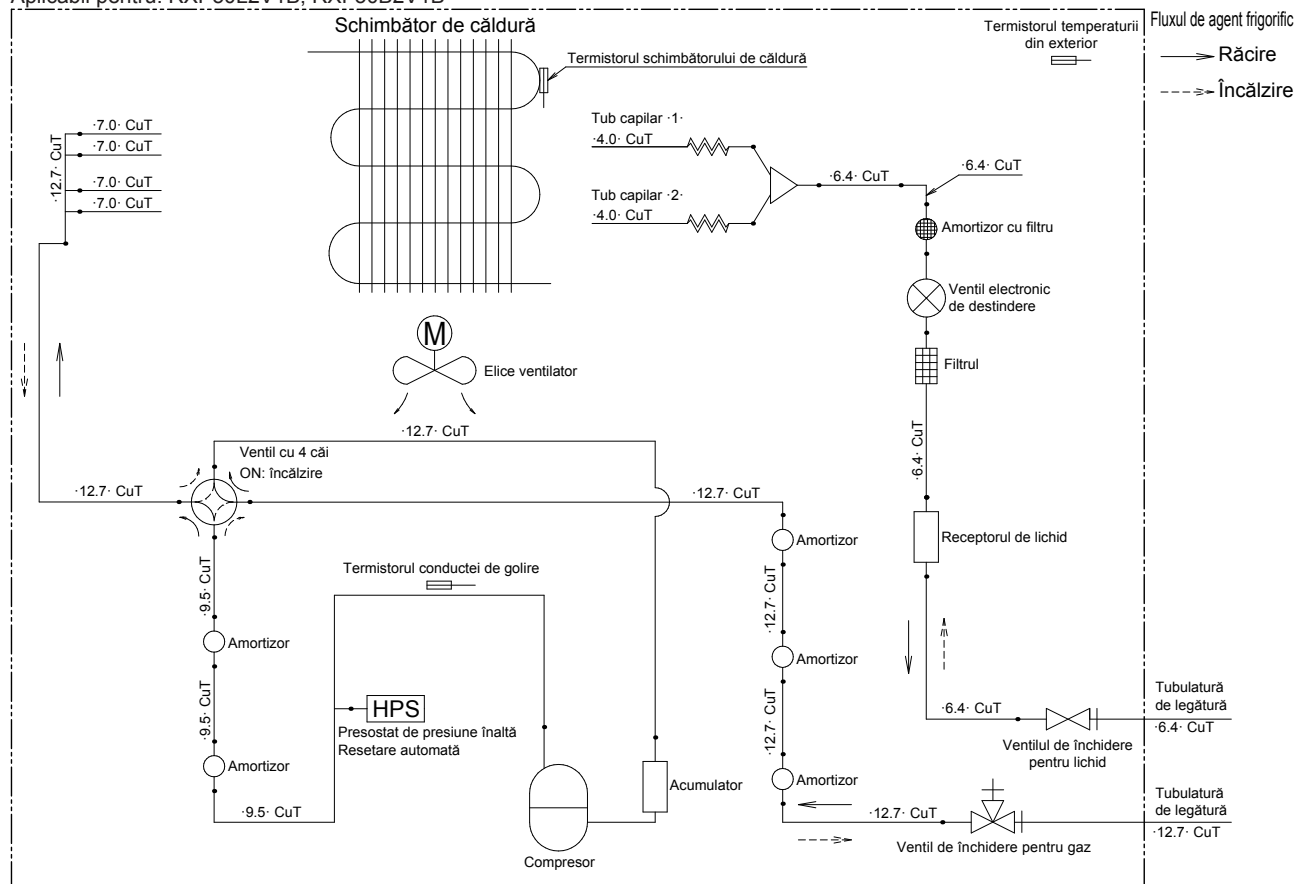 Schimbător de căldură
Termistorul schimbătorului de căldură
Termistorul temperaturii
din exterior
Fluxul de agent frigorific
Răcire
Încălzire
·7.0· CuT
·7.0· CuT
·7.0· CuT
·7.0· CuT
·12.7· CuT
Tub capilar ·1·
·4.0· CuT
Tub capilar ·2·
·4.0· CuT
·6.4· CuT
·6.4· CuT
Amortizor cu filtru
Ventil electronic
de destindere
Filtrul
·6.4· CuT
Receptorul de lichid
M
Elice ventilator
·12.7· CuT
Ventil cu 4 căi
ON: încălzire
·12.7· CuT
·12.7· CuT
·9.5· CuT
Amortizor
·9.5· CuT
Amortizor
·9.5· CuT
Termistorul conductei de golire
HPS
Presostat de presiune înaltă
Resetare automată
Compresor
Acumulator
Amortizor
·12.7· CuT
Amortizor
·12.7· CuT
Amortizor
·6.4· CuT
Ventilul de închidere
pentru lichid
Tubulatură
de legătură
·6.4· CuT
·12.7· CuT
Ventil de închidere pentru gaz
Tubulatură
de legătură
·12.7· CuT